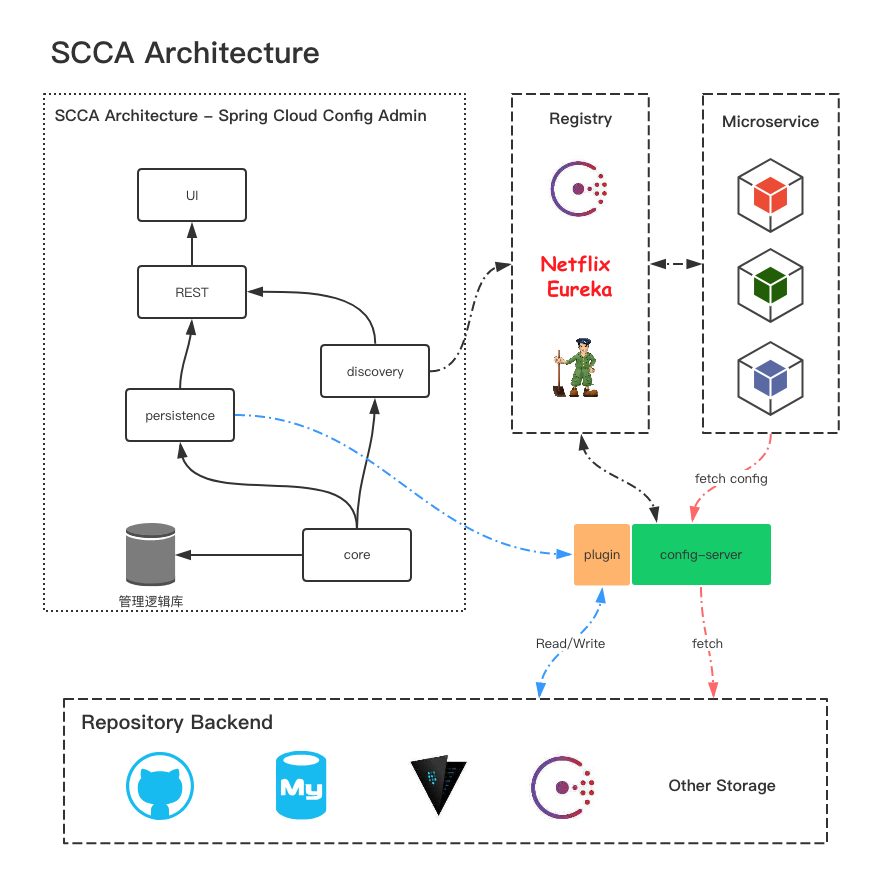 SCCA Architecture
SCCA Architecture - Spring Cloud Config Admin
UI
REST
discovery
persistence
core
管理逻辑库
Registry
Netflix
Eureka
Microservice
fetch config
plugin
config-server
Read/Write
fetch
Repository Backend
My
Other Storage